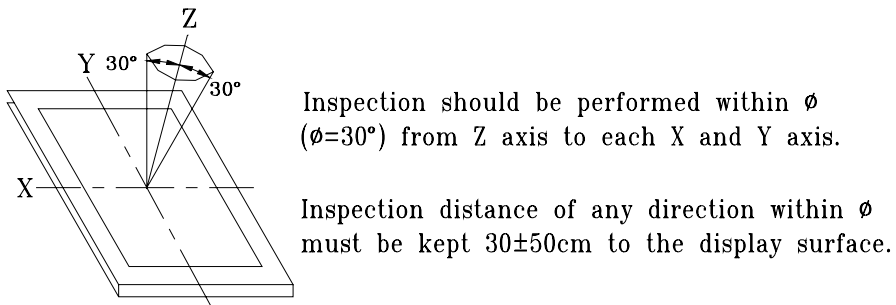 Z
Y 30°
30°
X
Inspection should be performed within ø
(ø=30°) from Z axis to each X and Y axis.
Inspection distance of any direction within ø
must be kept 30±50cm to the display surface.